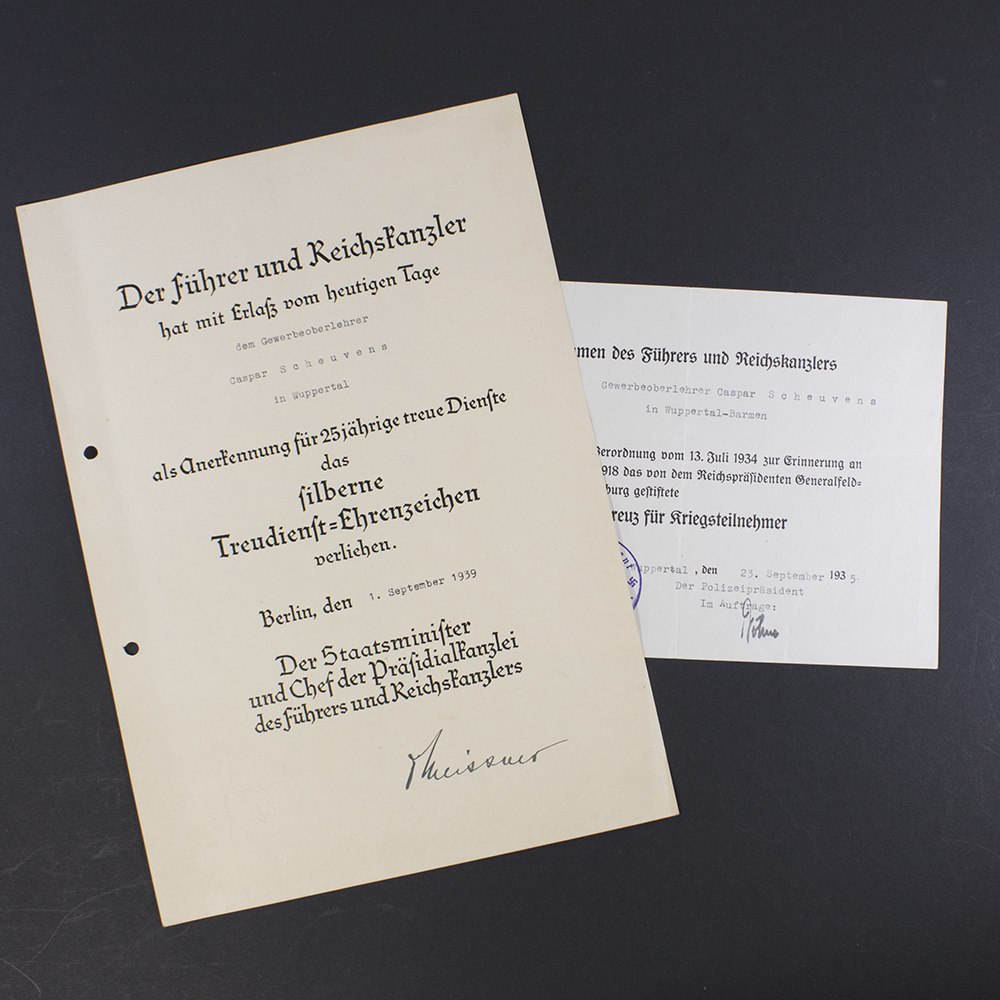 Der Führer und Reichskanzler
hat mit Erlaß vom heutigen Tage
dem Gewerbeoberlehrer
Caspar Scheuvens
in Wuppertal
als Anerkennung für 25jährige treue Dienste
das
silberne
Treudienst=Ehrenzeichen
verliehen.
Berlin, den 1. September 1939
Der Staatsminister
und Chef der Präsidialkanzlei
des Führers und Reichskanzlers
Meissner
men des Führers und Reichskanzlers
Gewerbeoberlehrer Caspar Scheuvens
in Wuppertal-Barmen
Verordnung vom 13. Juli 1934 zur Erinnerung an
918 das von dem Reichspräsidenten Generalfeld=
burg gestiftete
reuz für Kriegsteilnehmer
uppertal, den 23. September 1935.
Der Polizeipräsident
Im Auftrage: